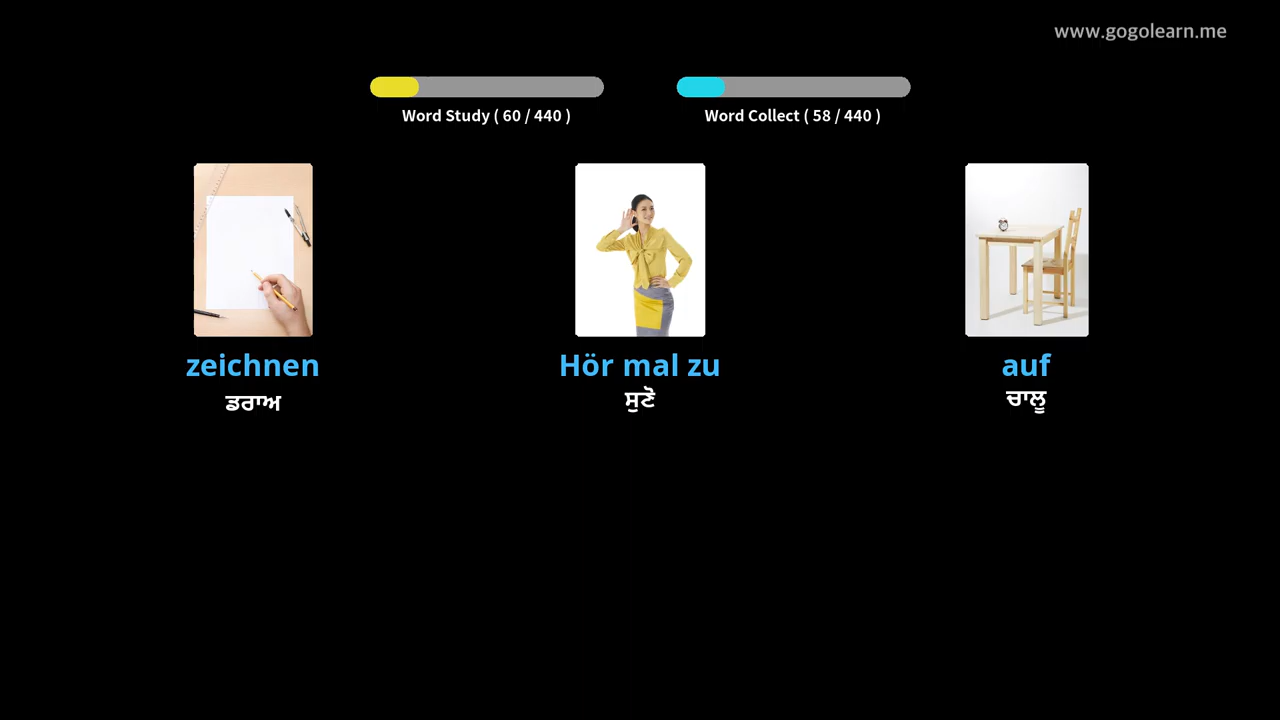 www.gogolearn.me
Word Study ( 60 / 440 )
Word Collect ( 58 / 440 )
zeichnen
ਡਰਾਅ
Hör mal zu
ਸੁਣੋ
auf
ਚਾਲੂ